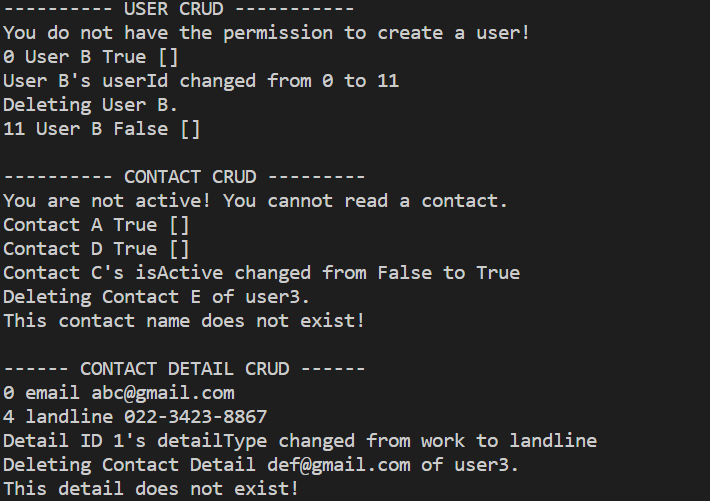 ---------- USER CRUD -----------
You do not have the permission to create a user!
0 User B True []
User B's userId changed from 0 to 11
Deleting User B.
11 User B False []
---------- CONTACT CRUD ---------
You are not active! You cannot read a contact.
Contact A True []
Contact D True []
Contact C's isActive changed from False to True
Deleting Contact E of user3.
This contact name does not exist!
------ CONTACT DETAIL CRUD ------
0 email abc@gmail.com
4 landline 022-3423-8867
Detail ID 1's detailType changed from work to landline
Deleting Contact Detail def@gmail.com of user3.
This detail does not exist!